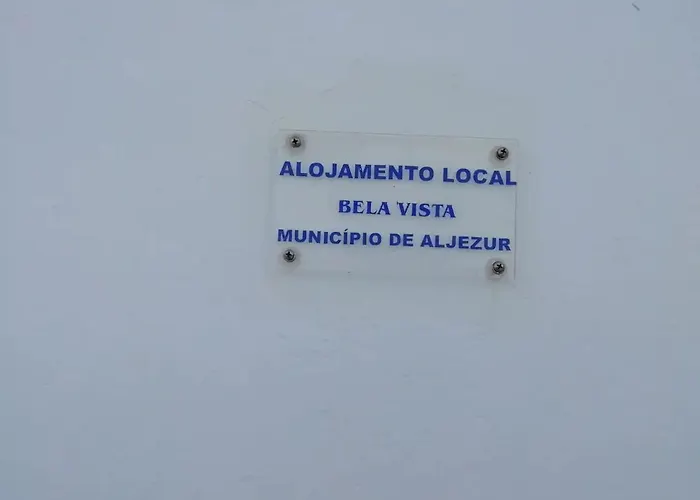 ALOJAMENTO LOCAL
BELA VISTA
MUNICÍPIO DE ALJEZUR